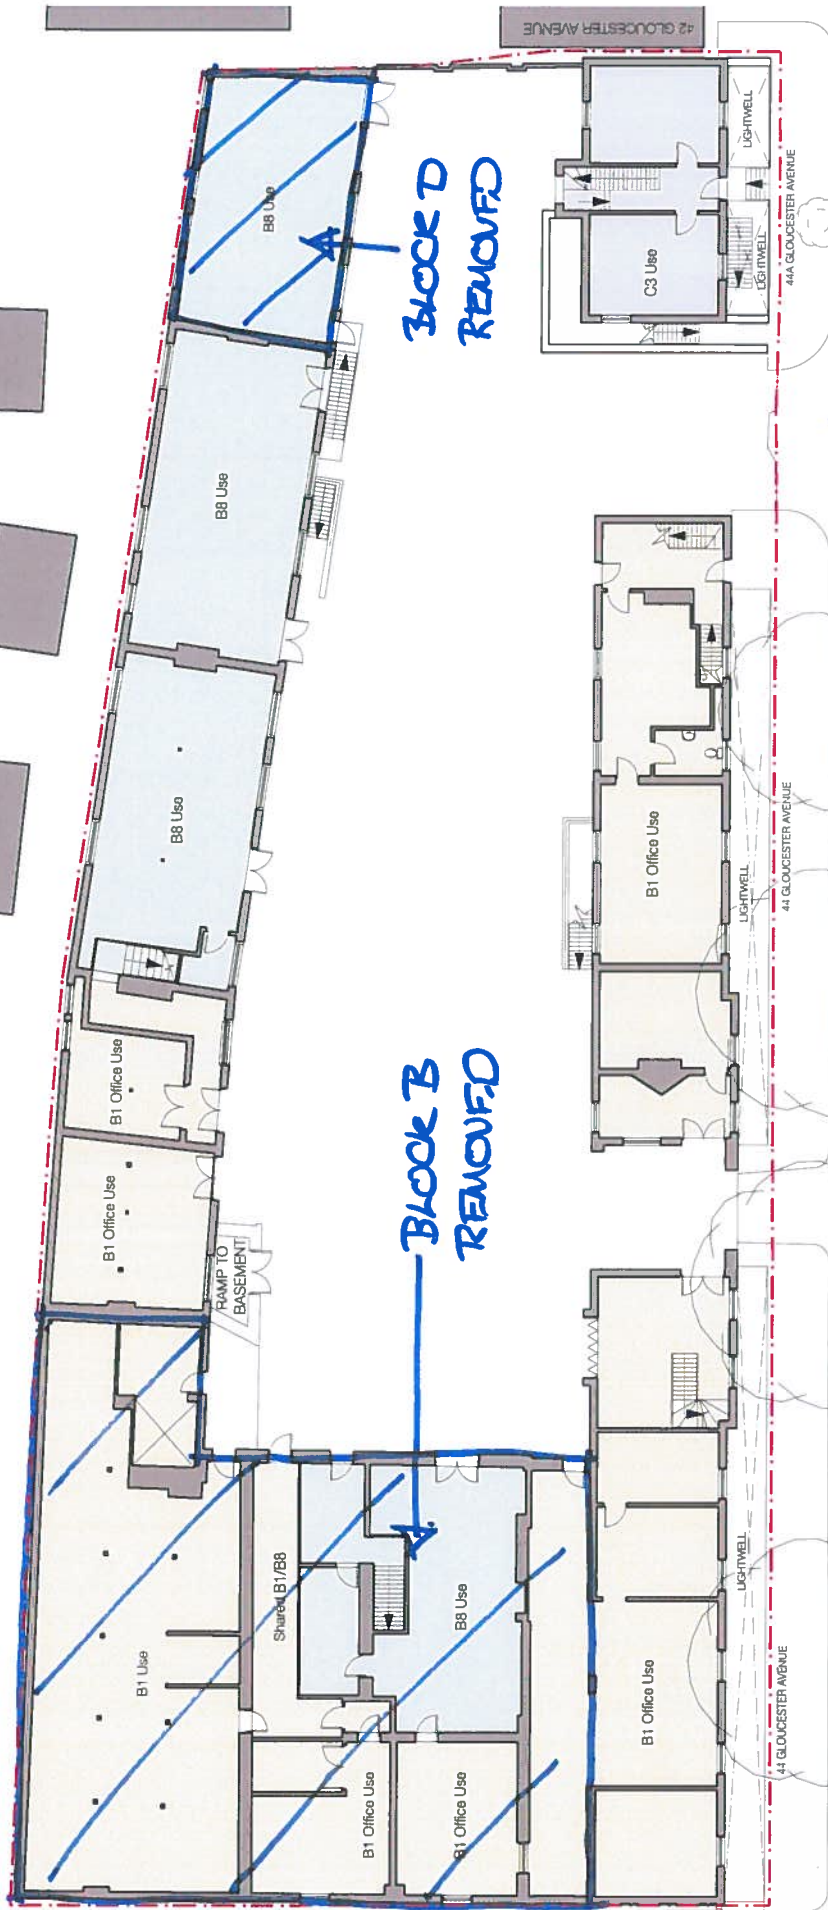 42 GLOUCESTER AVENUE
B8 Use
LIGHTWELL
44A GLOUCESTER AVENUE
BLOCK D
REMOVED
C3 Use
LIGHTWELL
B8 Use
B8 Use
B1 Office Use
LIGHTWELL
44 GLOUCESTER AVENUE
B1 Office Use
B1 Office Use
RAMP TO
BASEMENT
BLOCK B
REMOVED
B1 Use
Shared B1/B8
B8 Use
LIGHTWELL
B1 Office Use
B1 Office Use
B1 Office Use
44 GLOUCESTER AVENUE